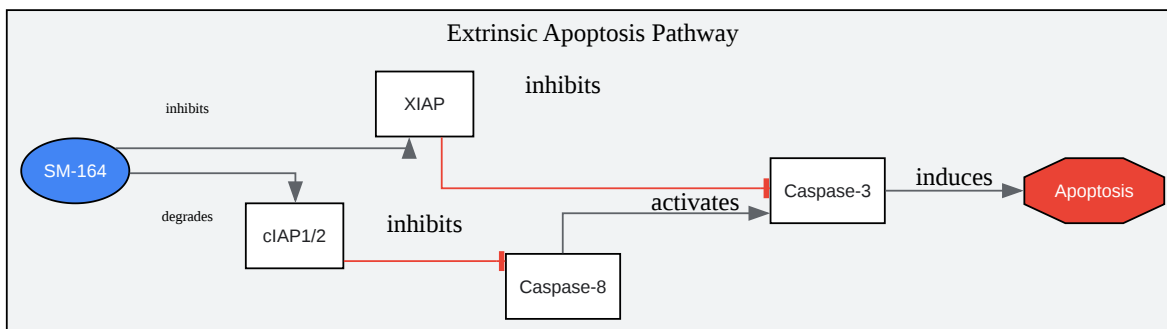 Extrinsic Apoptosis Pathway
inhibits
XIAP
inhibits
SM-164
degrades
cIAP1/2
inhibits
Caspase-8
activates
Caspase-3
induces
Apoptosis